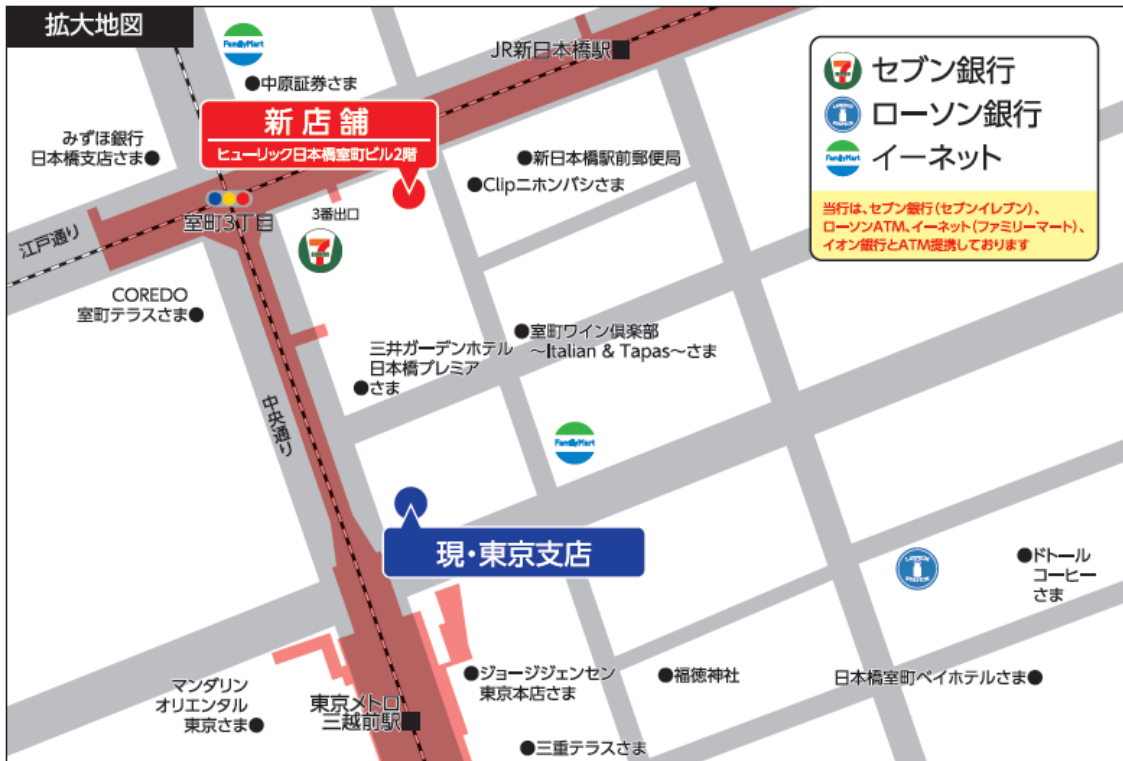 拡大地図
FamilyMart
中原証券さま
JR新日本橋駅
セブン銀行
ローソン銀行
FamilyMart
イーネット
当行は、セブン銀行(セブンイレブン)、
ローソンATM、イーネット(ファミリーマート)、
イオン銀行とATM提携しております
新店舗
ヒューリック日本橋室町ビル2階
みずほ銀行
日本橋支店さま
新日本橋駅前郵便局
Clipニホンバシさま
室町3丁目
3番出口
江戸通り
COREDO
室町テラスさま
三井ガーデンホテル
日本橋プレミア
さま
室町ワイン倶楽部
~Italian & Tapas~さま
中央通り
FamilyMart
現・東京支店
ドトール
コーヒー
さま
マンダリン
オリエンタル
東京さま
東京メトロ
三越前駅
ジョージジェンセン
東京本店さま
福徳神社
日本橋室町ベイホテルさま
三重テラスさま